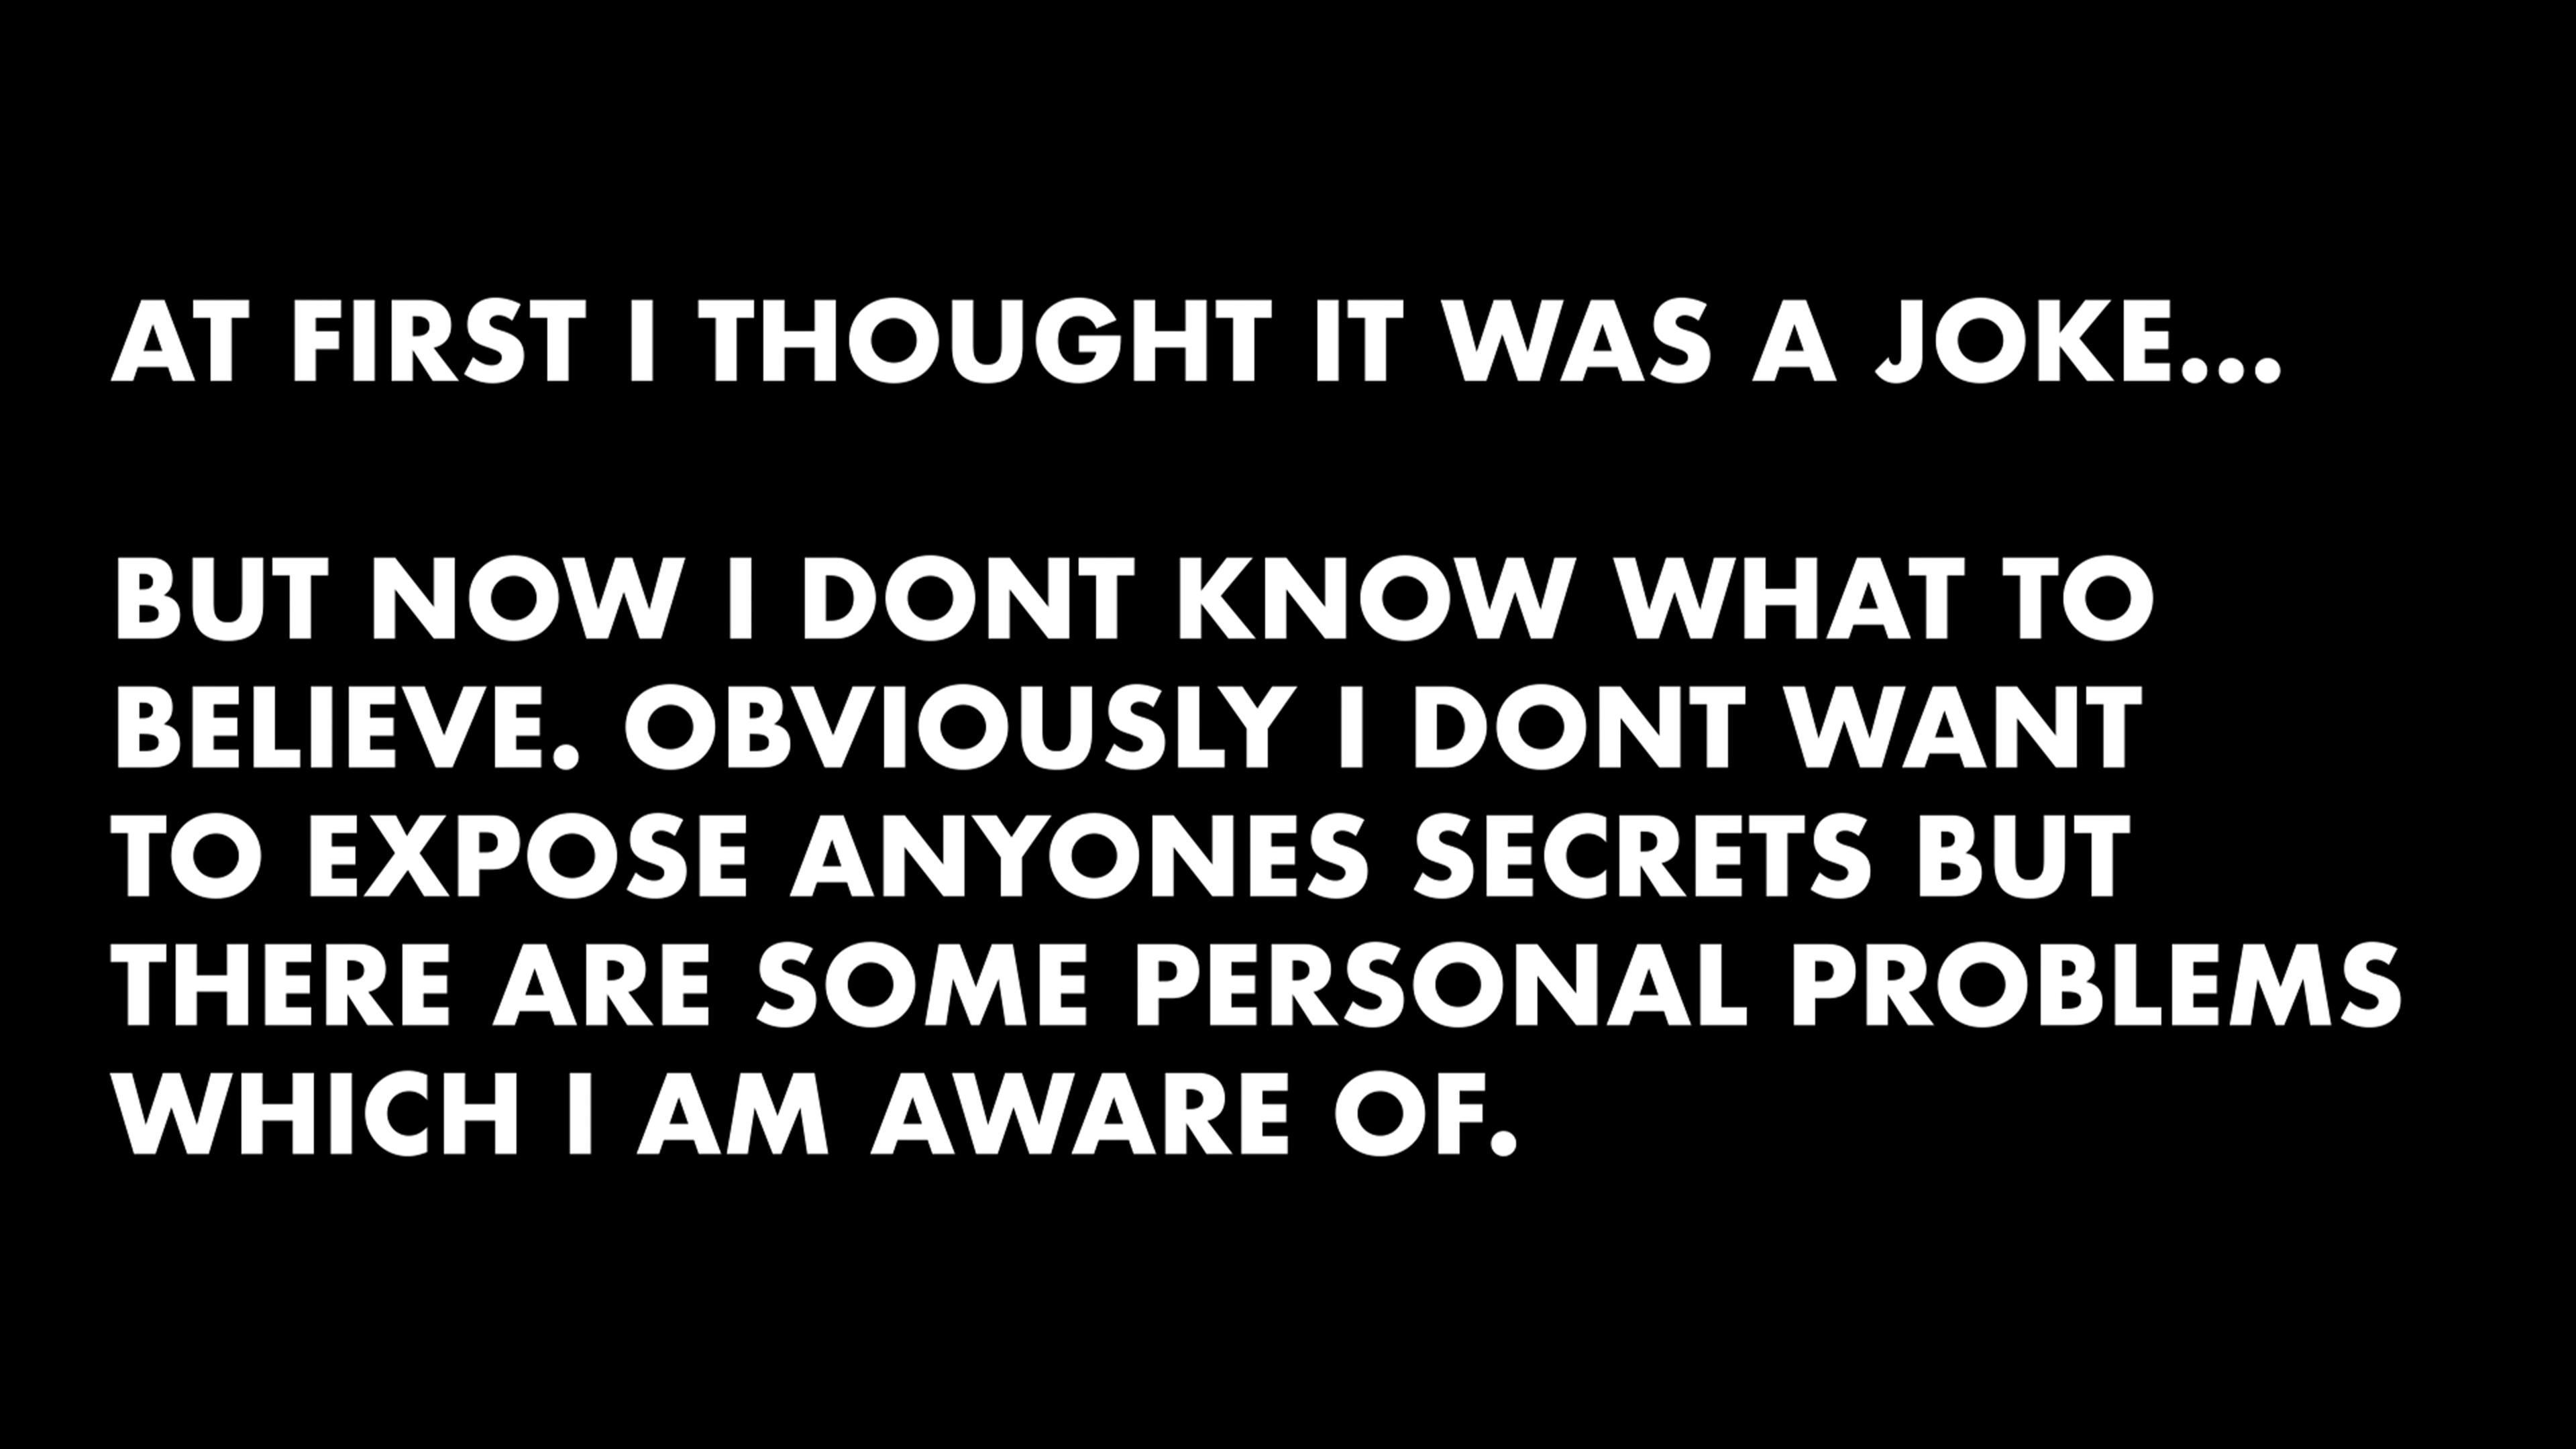 AT FIRST I THOUGHT IT WAS A JOKE...
BUT NOW I DONT KNOW WHAT TO
BELIEVE. OBVIOUSLY I DONT WANT
TO EXPOSE ANYONES SECRETS BUT
THERE ARE SOME PERSONAL PROBLEMS
WHICH I AM AWARE OF.